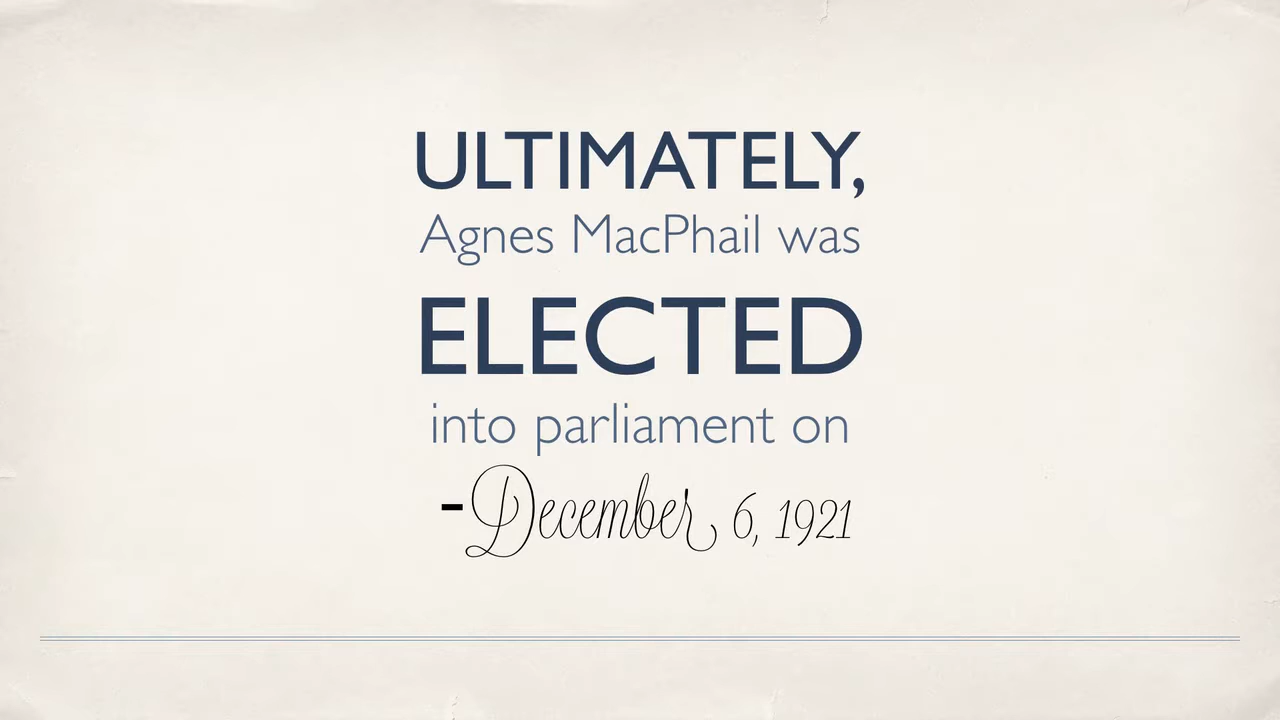 ULTIMATELY,
Agnes MacPhail was
ELECTED
into parliament on
-December 6, 1921